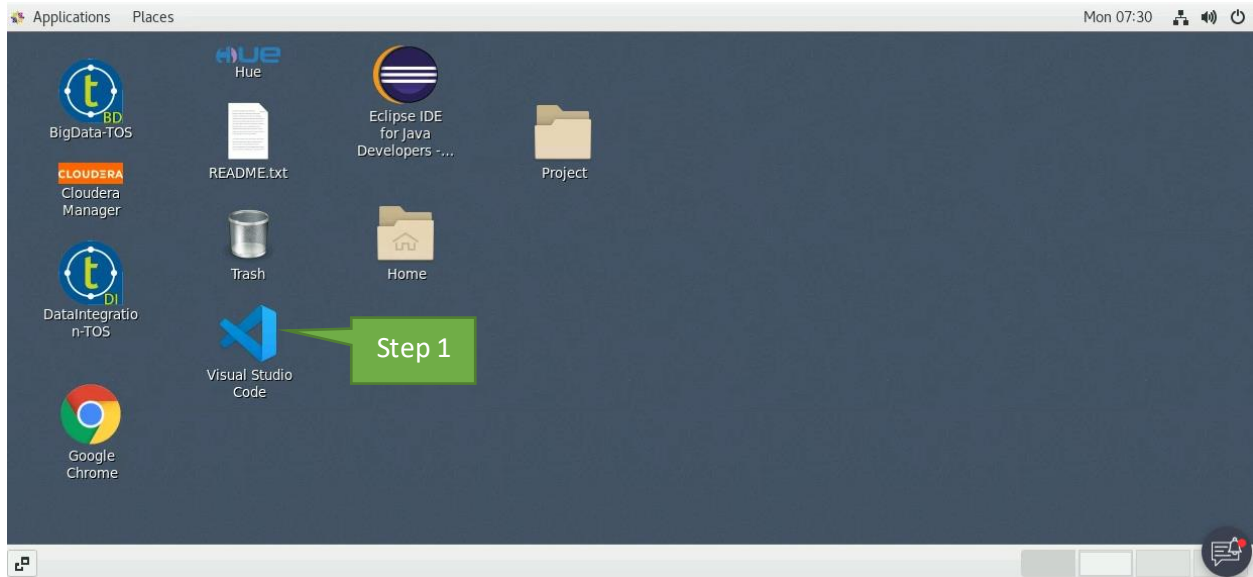 Applications Places Mon 07:30
HUE
Hue
t
BD
BigData-TOS
README.txt
Eclipse IDE
for Java
Developers -...
Project
CLOUDERA
Cloudera
Manager
Trash
Home
t
DI
DataIntegratio
n-TOS
Visual Studio
Code
Step 1
Google
Chrome